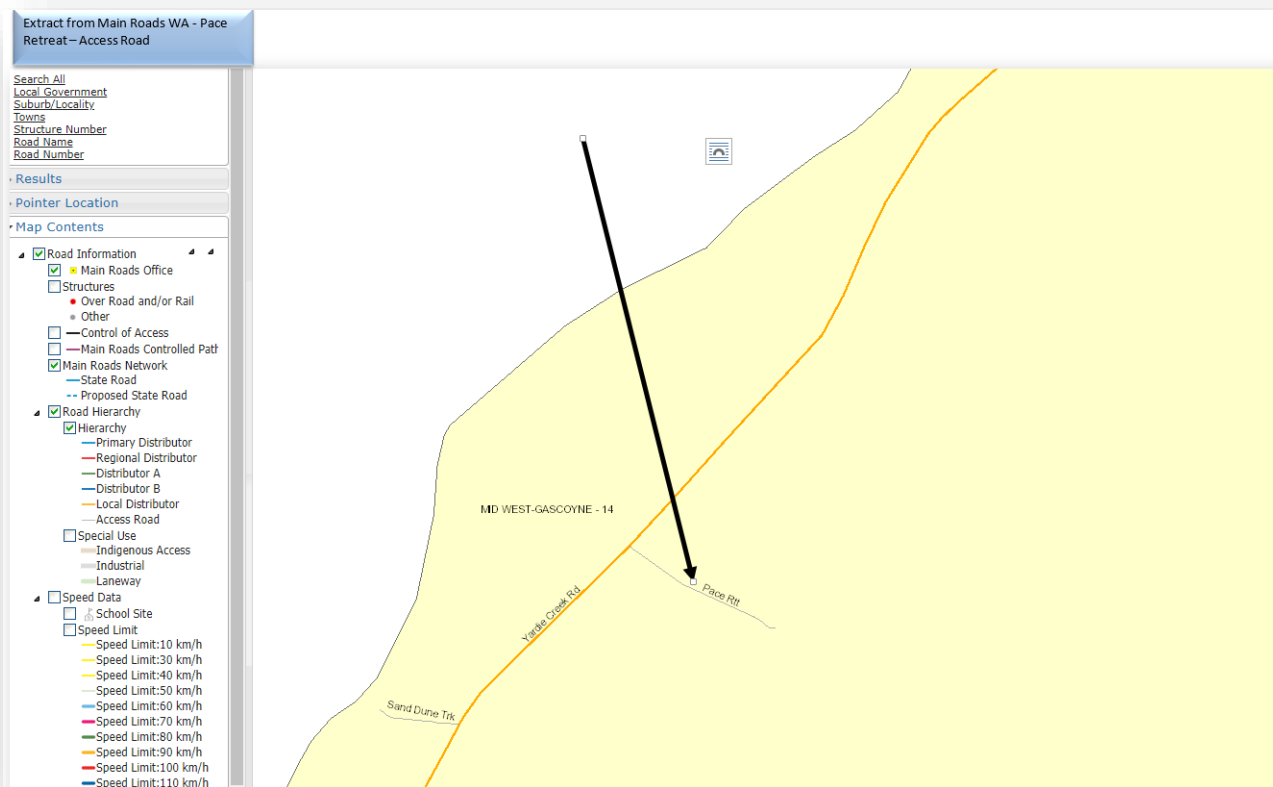 Extract from Main Roads WA - Pace
Retreat – Access Road
Search All
Local Government
Suburb/Locality
Towns
Structure Number
Road Name
Road Number
Results
Pointer Location
Map Contents
Road Information
Main Roads Office
Structures
Over Road and/or Rail
Other
Control of Access
Main Roads Controlled Path
Main Roads Network
State Road
Proposed State Road
Road Hierarchy
Hierarchy
Primary Distributor
Regional Distributor
Distributor A
Distributor B
Local Distributor
Access Road
Special Use
Indigenous Access
Industrial
Laneway
Speed Data
School Site
Speed Limit
Speed Limit:10 km/h
Speed Limit:30 km/h
Speed Limit:40 km/h
Speed Limit:50 km/h
Speed Limit:60 km/h
Speed Limit:70 km/h
Speed Limit:80 km/h
Speed Limit:90 km/h
Speed Limit:100 km/h
Speed Limit:110 km/h
MID WEST-GASCOYNE - 14
Pace Rtt
Yardie Creek Rd
Sand Dune Trk